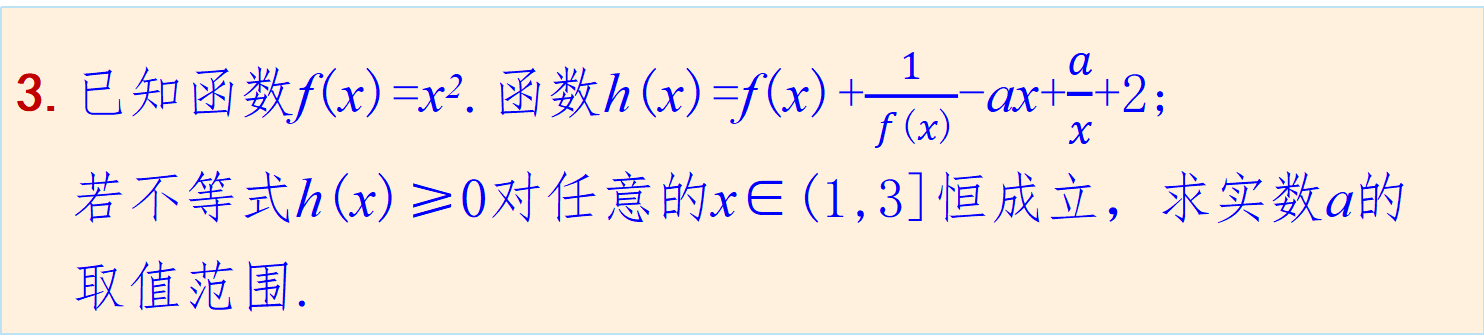 3. 已知函数f(x)=x². 函数h(x)=f(x)+\frac{1}{f(x)}-ax+\frac{a}{x}+2;
若不等式h(x)≥0对任意的x∈(1,3]恒成立，求实数a的
取值范围.